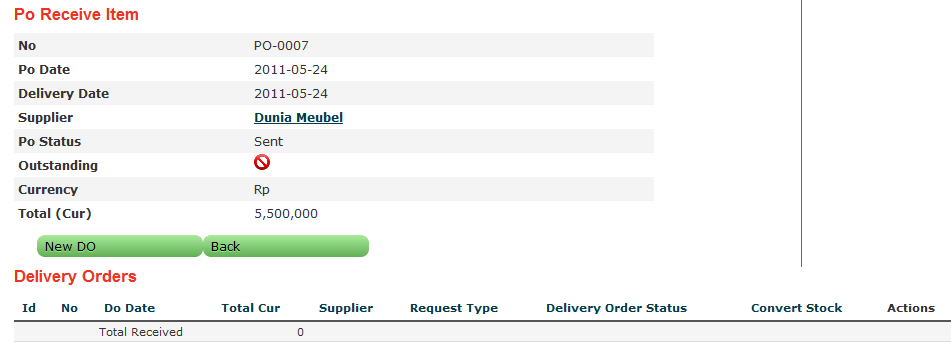 Po Receive Item
No PO-0007
Po Date 2011-05-24
Delivery Date 2011-05-24
Supplier Dunia Meubel
Po Status Sent
Outstanding
Currency Rp
Total (Cur) 5,500,000
New DO Back
Delivery Orders
Id No Do Date Total Cur Supplier Request Type Delivery Order Status Convert Stock Actions
Total Received 0